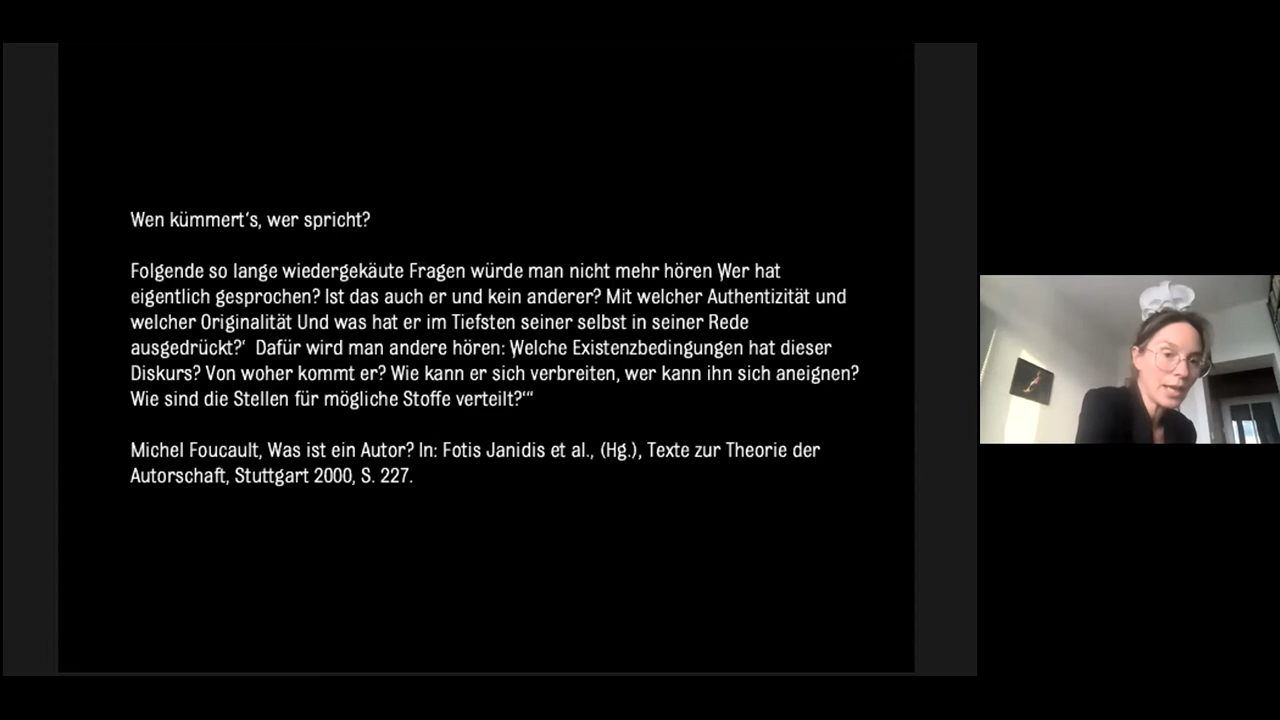 Wen kümmert‘s, wer spricht?
Folgende so lange wiedergekäute Fragen würde man nicht mehr hören Wer hat
eigentlich gesprochen? Ist das auch er und kein anderer? Mit welcher Authentizität und
welcher Originalität Und was hat er im Tiefsten seiner selbst in seiner Rede
ausgedrückt?‘ Dafür wird man andere hören: Welche Existenzbedingungen hat dieser
Diskurs? Von woher kommt er? Wie kann er sich verbreiten, wer kann ihn sich aneignen?
Wie sind die Stellen für mögliche Stoffe verteilt?‘“
Michel Foucault, Was ist ein Autor? In: Fotis Janidis et al., (Hg.), Texte zur Theorie der
Autorschaft, Stuttgart 2000, S. 227.